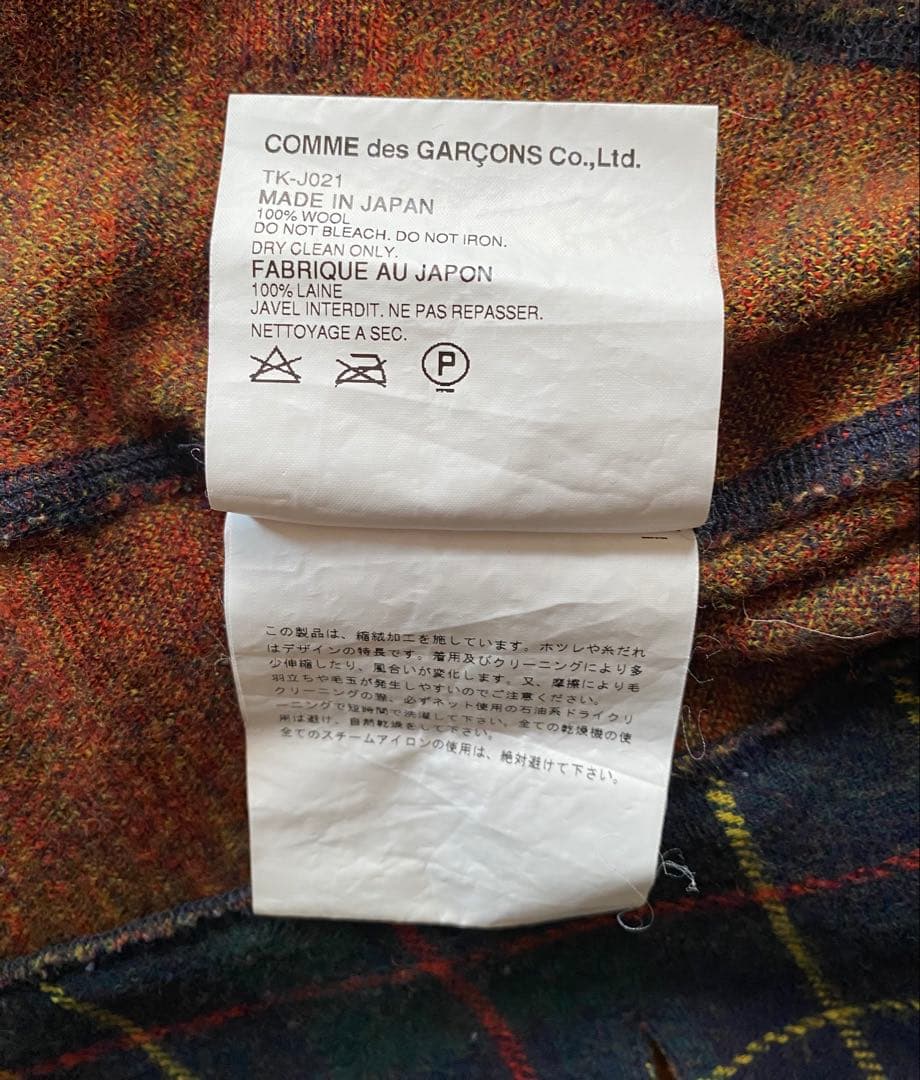 COMME des GARÇONS Co.,Ltd.
TK-J021
MADE IN JAPAN
100% WOOL
DO NOT BLEACH. DO NOT IRON.
DRY CLEAN ONLY.
FABRIQUE AU JAPON
100% LAINE
JAVEL INTERDIT. NE PAS REPASSER.
NETTOYAGE A SEC.
P
この製品は、縮絨加工を施しています。ホツレや糸だれ
はデザインの特長です。着用及びクリーニングにより多
少伸縮したり、風合いが変化します。又、摩擦により毛
羽立ちや毛玉が発生しやすいのでご注意ください。
クリーニングの際、必ずネット使用の石油系ドライクリ
ーニングで短時間で洗濯して下さい。全ての乾燥機の使
用は避け、自然乾燥をして下さい。
全てのスチームアイロンの使用は、絶対避けて下さい。